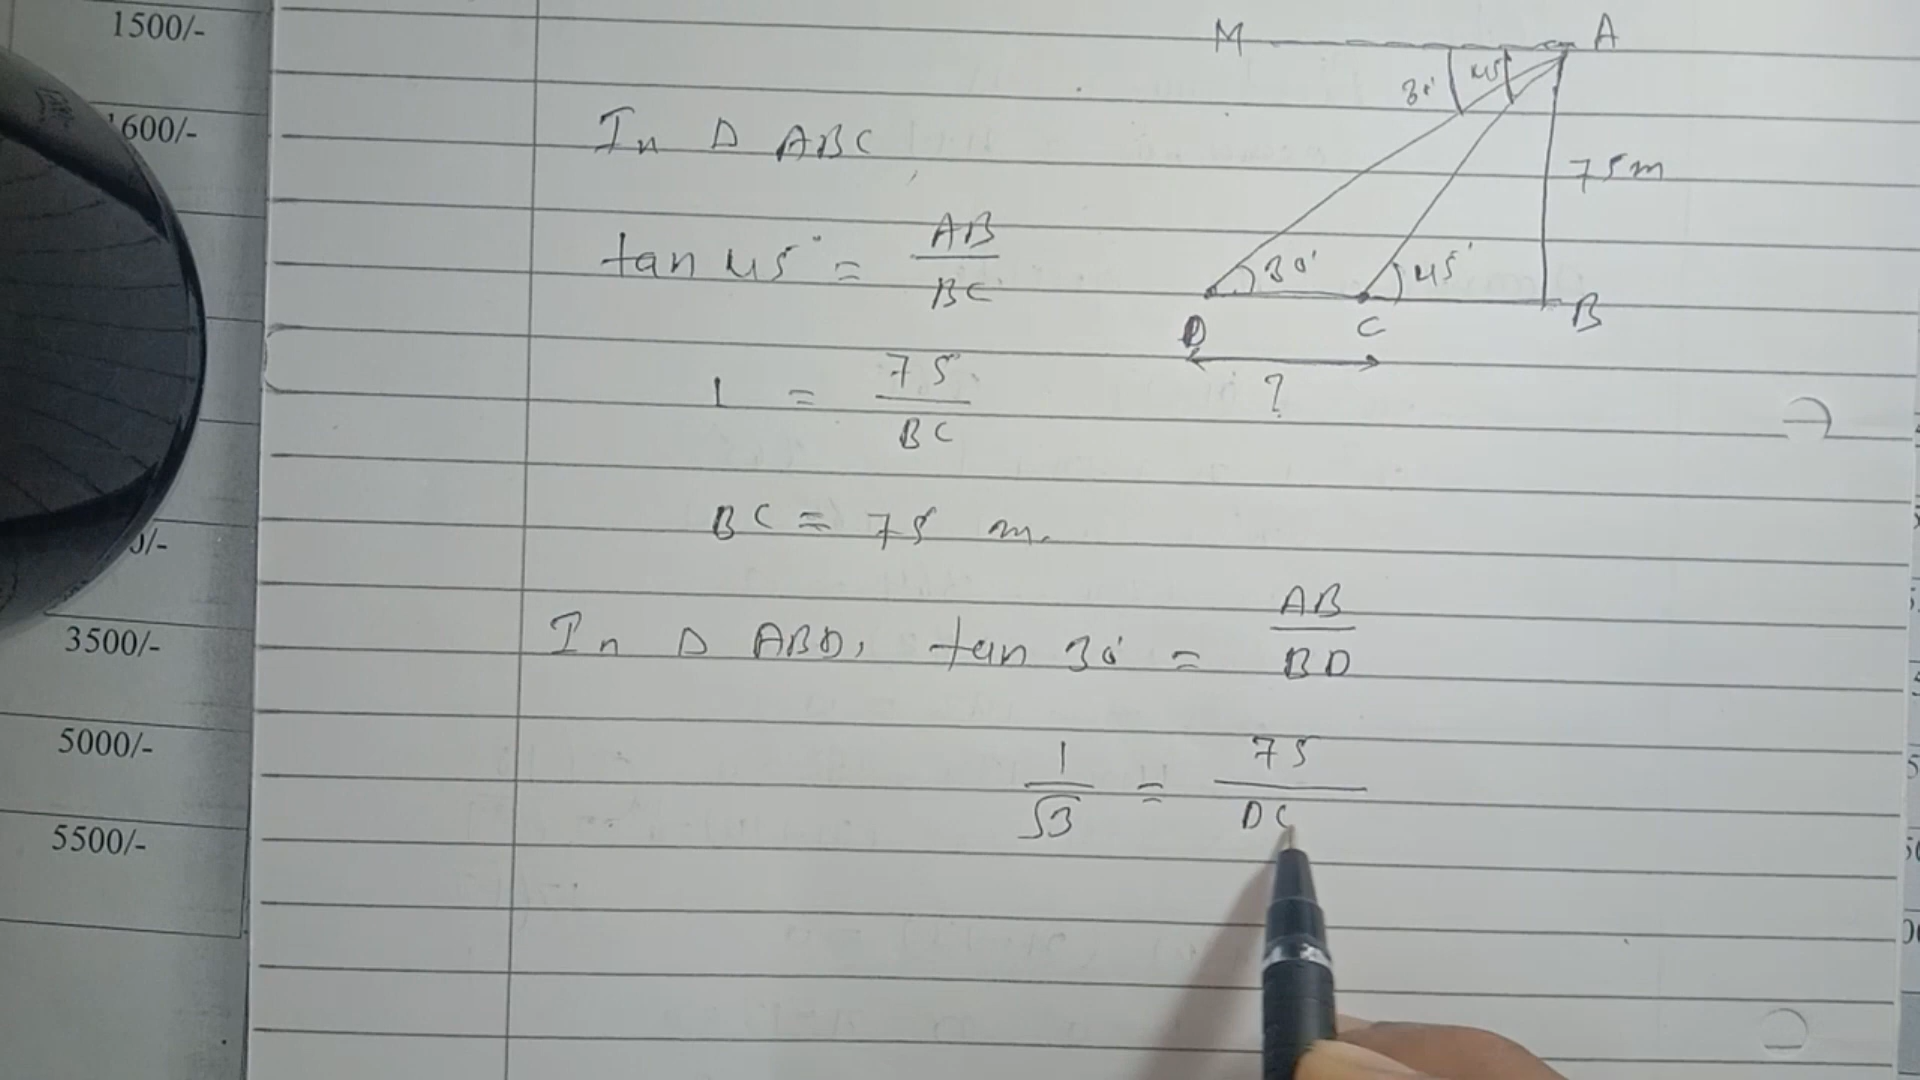 1500/-
1600/-
0/-
3500/-
5000/-
5500/-
M A
30° 45°
75m
30° 45°
D C B
?
In Δ ABC,
tan 45° = AB / BC
1 = 75 / BC
BC = 75 m.
In Δ ABD, tan 30° = AB / BD
1 / √3 = 75 / DC